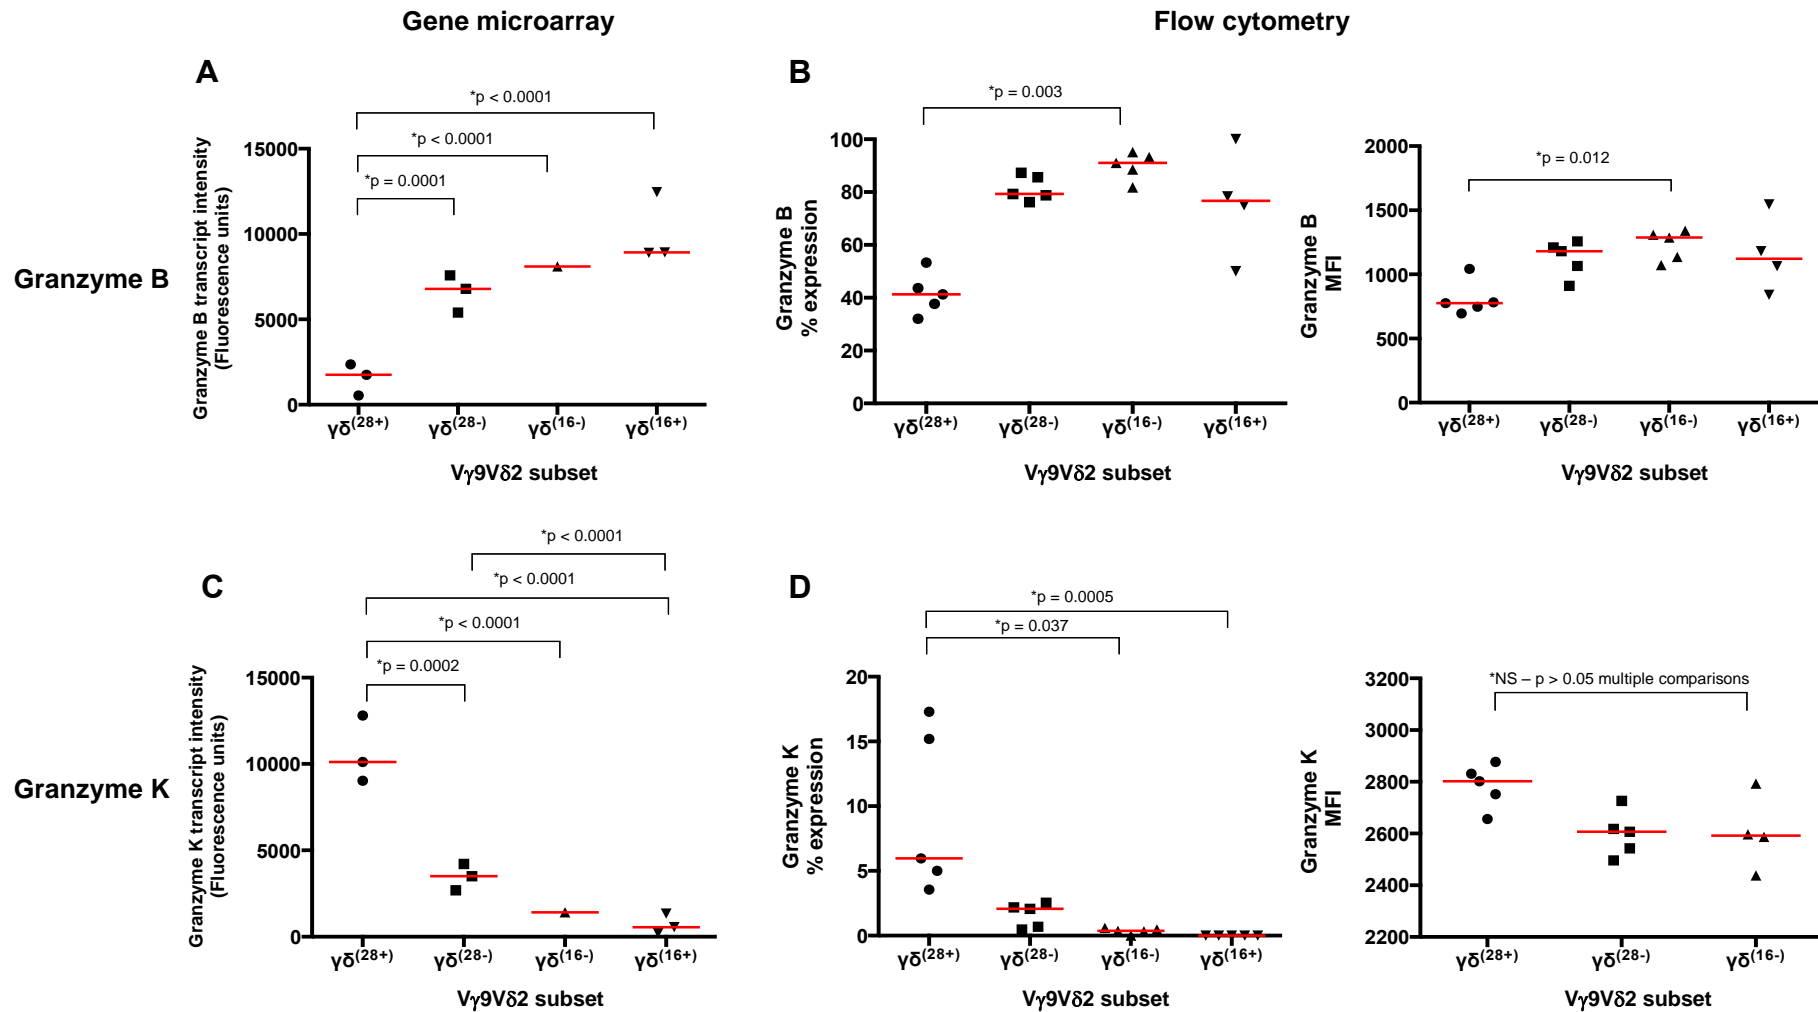 Gene microarray
Flow cytometry
Granzyme B
A
*p < 0.0001
*p < 0.0001
*p = 0.0001
Granzyme B transcript intensity
(Fluorescence units)
15000
10000
5000
0
γδ(28+)
γδ(28-)
γδ(16-)
γδ(16+)
Vγ9Vδ2 subset
B
*p = 0.003
Granzyme B
% expression
100
80
60
40
20
0
γδ(28+)
γδ(28-)
γδ(16-)
γδ(16+)
Vγ9Vδ2 subset
*p = 0.012
Granzyme B
MFI
2000
1500
1000
500
0
γδ(28+)
γδ(28-)
γδ(16-)
γδ(16+)
Vγ9Vδ2 subset
Granzyme K
C
*p < 0.0001
*p < 0.0001
*p < 0.0001
*p = 0.0002
Granzyme K transcript intensity
(Fluorescence units)
15000
10000
5000
0
γδ(28+)
γδ(28-)
γδ(16-)
γδ(16+)
Vγ9Vδ2 subset
D
*p = 0.0005
*p = 0.037
Granzyme K
% expression
20
15
10
5
0
γδ(28+)
γδ(28-)
γδ(16-)
γδ(16+)
Vγ9Vδ2 subset
*NS – p > 0.05 multiple comparisons
Granzyme K
MFI
3200
3000
2800
2600
2400
2200
γδ(28+)
γδ(28-)
γδ(16-)
Vγ9Vδ2 subset